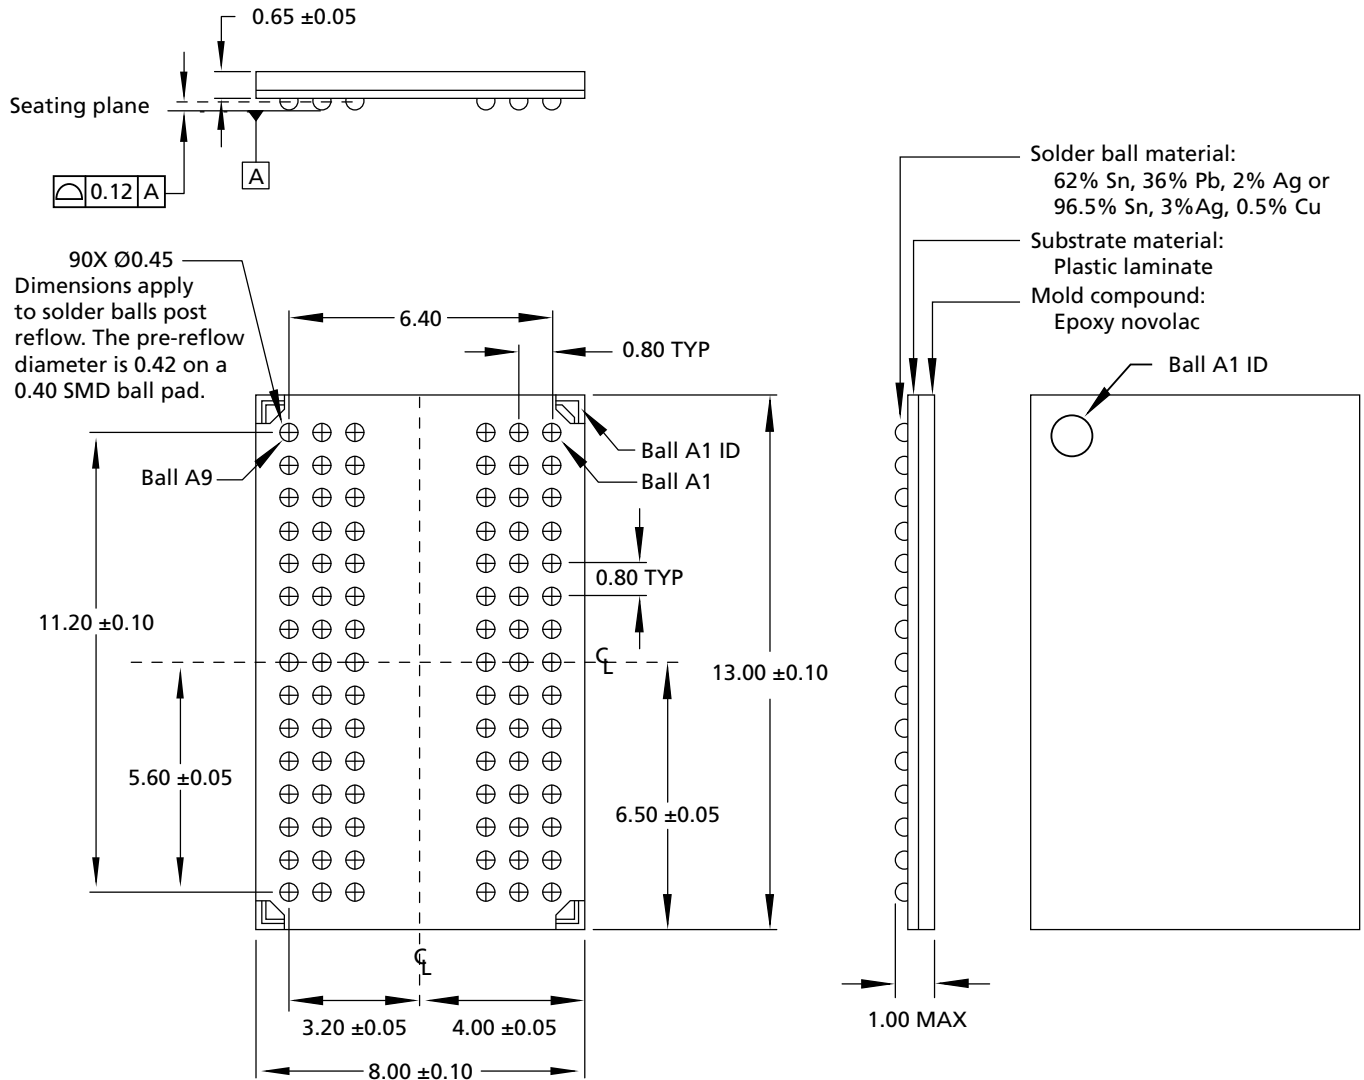 0.65 ±0.05
Seating plane
A
0.12 A
Solder ball material:
62% Sn, 36% Pb, 2% Ag or
96.5% Sn, 3%Ag, 0.5% Cu
Substrate material:
Plastic laminate
Mold compound:
Epoxy novolac
90X Ø0.45
Dimensions apply
to solder balls post
reflow. The pre-reflow
diameter is 0.42 on a
0.40 SMD ball pad.
6.40
0.80 TYP
Ball A1 ID
Ball A1 ID
Ball A9
Ball A1
0.80 TYP
11.20 ±0.10
CL
13.00 ±0.10
5.60 ±0.05
6.50 ±0.05
CL
3.20 ±0.05
4.00 ±0.05
1.00 MAX
8.00 ±0.10